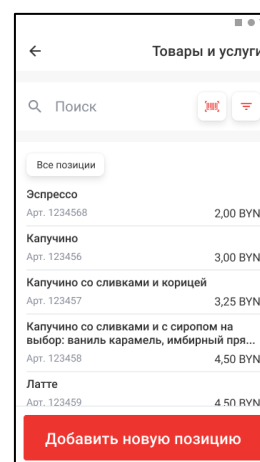 Товары и услуги
Поиск
Все позиции
Эспрессо
Арт. 1234568
2,00 BYN
Капучино
Арт. 123456
3,00 BYN
Капучино со сливками и корицей
Арт. 123457
3,25 BYN
Капучино со сливками и с сиропом на
выбор: ваниль карамель, имбирный пря...
Арт. 123458
4,50 BYN
Латте
Арт. 123459
4,50 BYN
Добавить новую позицию